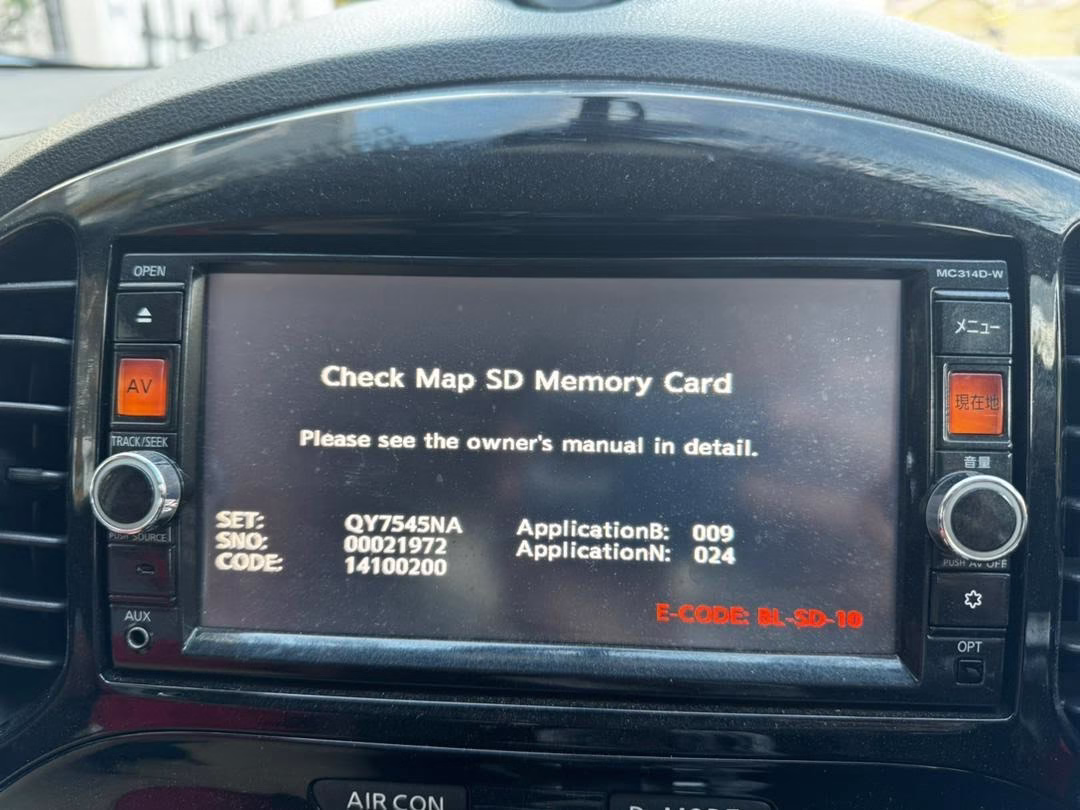 OPEN
MC314D-W
メニュー
AV
現在地
TRACK/SEEK
音量
Check Map SD Memory Card
Please see the owner's manual in detail.
SET: QY7545NA ApplicationB: 009
SNO: 00021972 ApplicationN: 024
CODE: 14100200
E-CODE: BL-SD-10
PUSH SOURCE
PUSH AV OFF
AUX
OPT
AIR CON
MODE